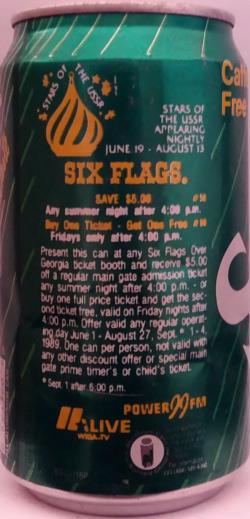 STARS OF THE USSR
Caf
Free
STARS OF
THE USSR
APPEARING
NIGHTLY
JUNE 19 - AUGUST 13
SIX FLAGS.
SAVE $5.00
Any summer night after 4:00 p.m.
Buy One Ticket - Get One Free
Fridays only after 4:00 p.m.
Present this can at any Six Flags Over
Georgia ticket booth and receive $5.00
off a regular main gate admission ticket
any summer night after 4:00 p.m. - or
buy one full price ticket and get the sec-
ond ticket free, valid on Friday nights after
4:00 p.m. Offer valid any regular operat-
ing day June 1 - August 27, Sept.* 1-4,
1989. One can per person, not valid with
any other discount offer or special main
gate prime timer's or child's ticket.
* Sept. 1 after 6:00 p.m.
POWER 99 FM
11 ALIVE
WXIA-TV